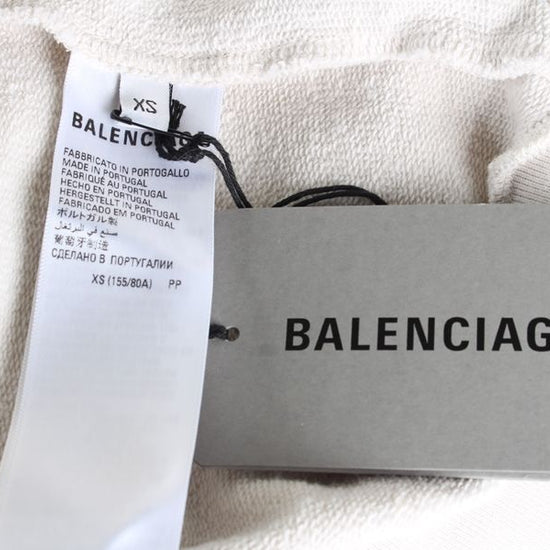 XS
BALENCIAGA
FABBRICATO IN PORTOGALLO
MADE IN PORTUGAL
FABRIQUÉ AU PORTUGAL
HECHO EN PORTUGAL
HERGESTELLT IN PORTUGAL
FABRICADO EM PORTUGAL
ポルトガル製
صنع في البرتغال
葡萄牙制造
СДЕЛАНО В ПОРТУГАЛИИ
XS (155/80A) PP
BALENCIAG